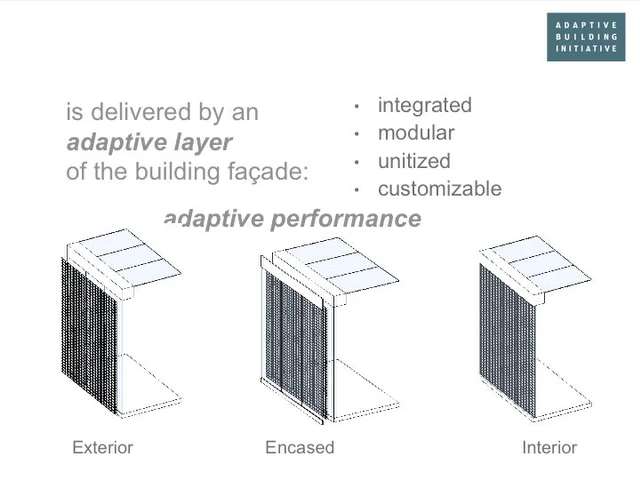 ADAPTIVE
BUILDING
INITIATIVE
is delivered by an
adaptive layer
of the building façade:
• integrated
• modular
• unitized
• customizable
adaptive performance
Exterior
Encased
Interior